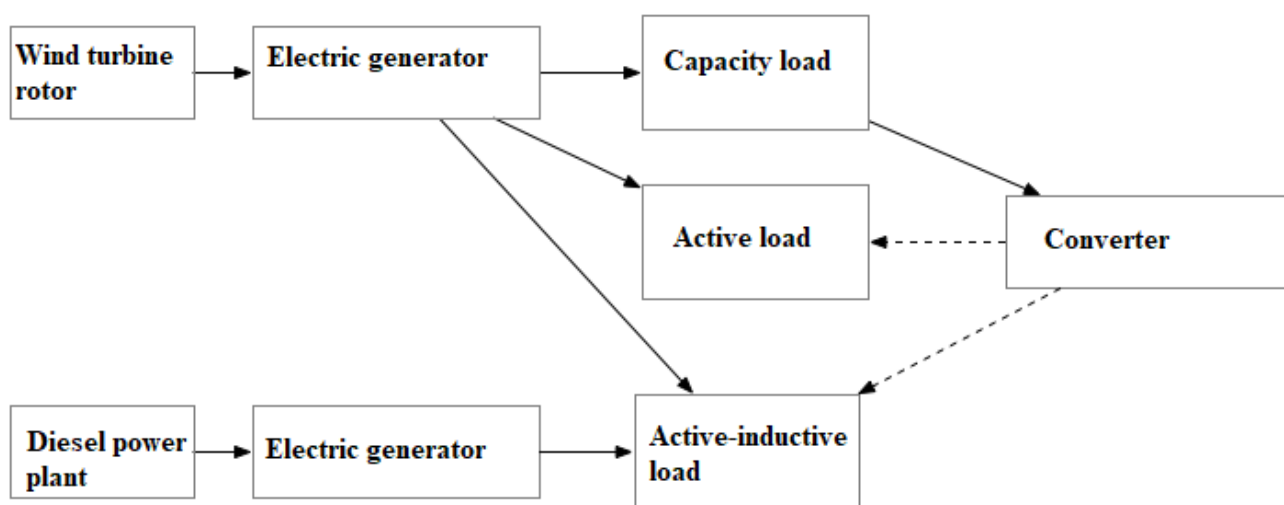 Wind turbine
rotor
Electric generator
Capacity load
Active load
Converter
Diesel power
plant
Electric generator
Active-inductive
load